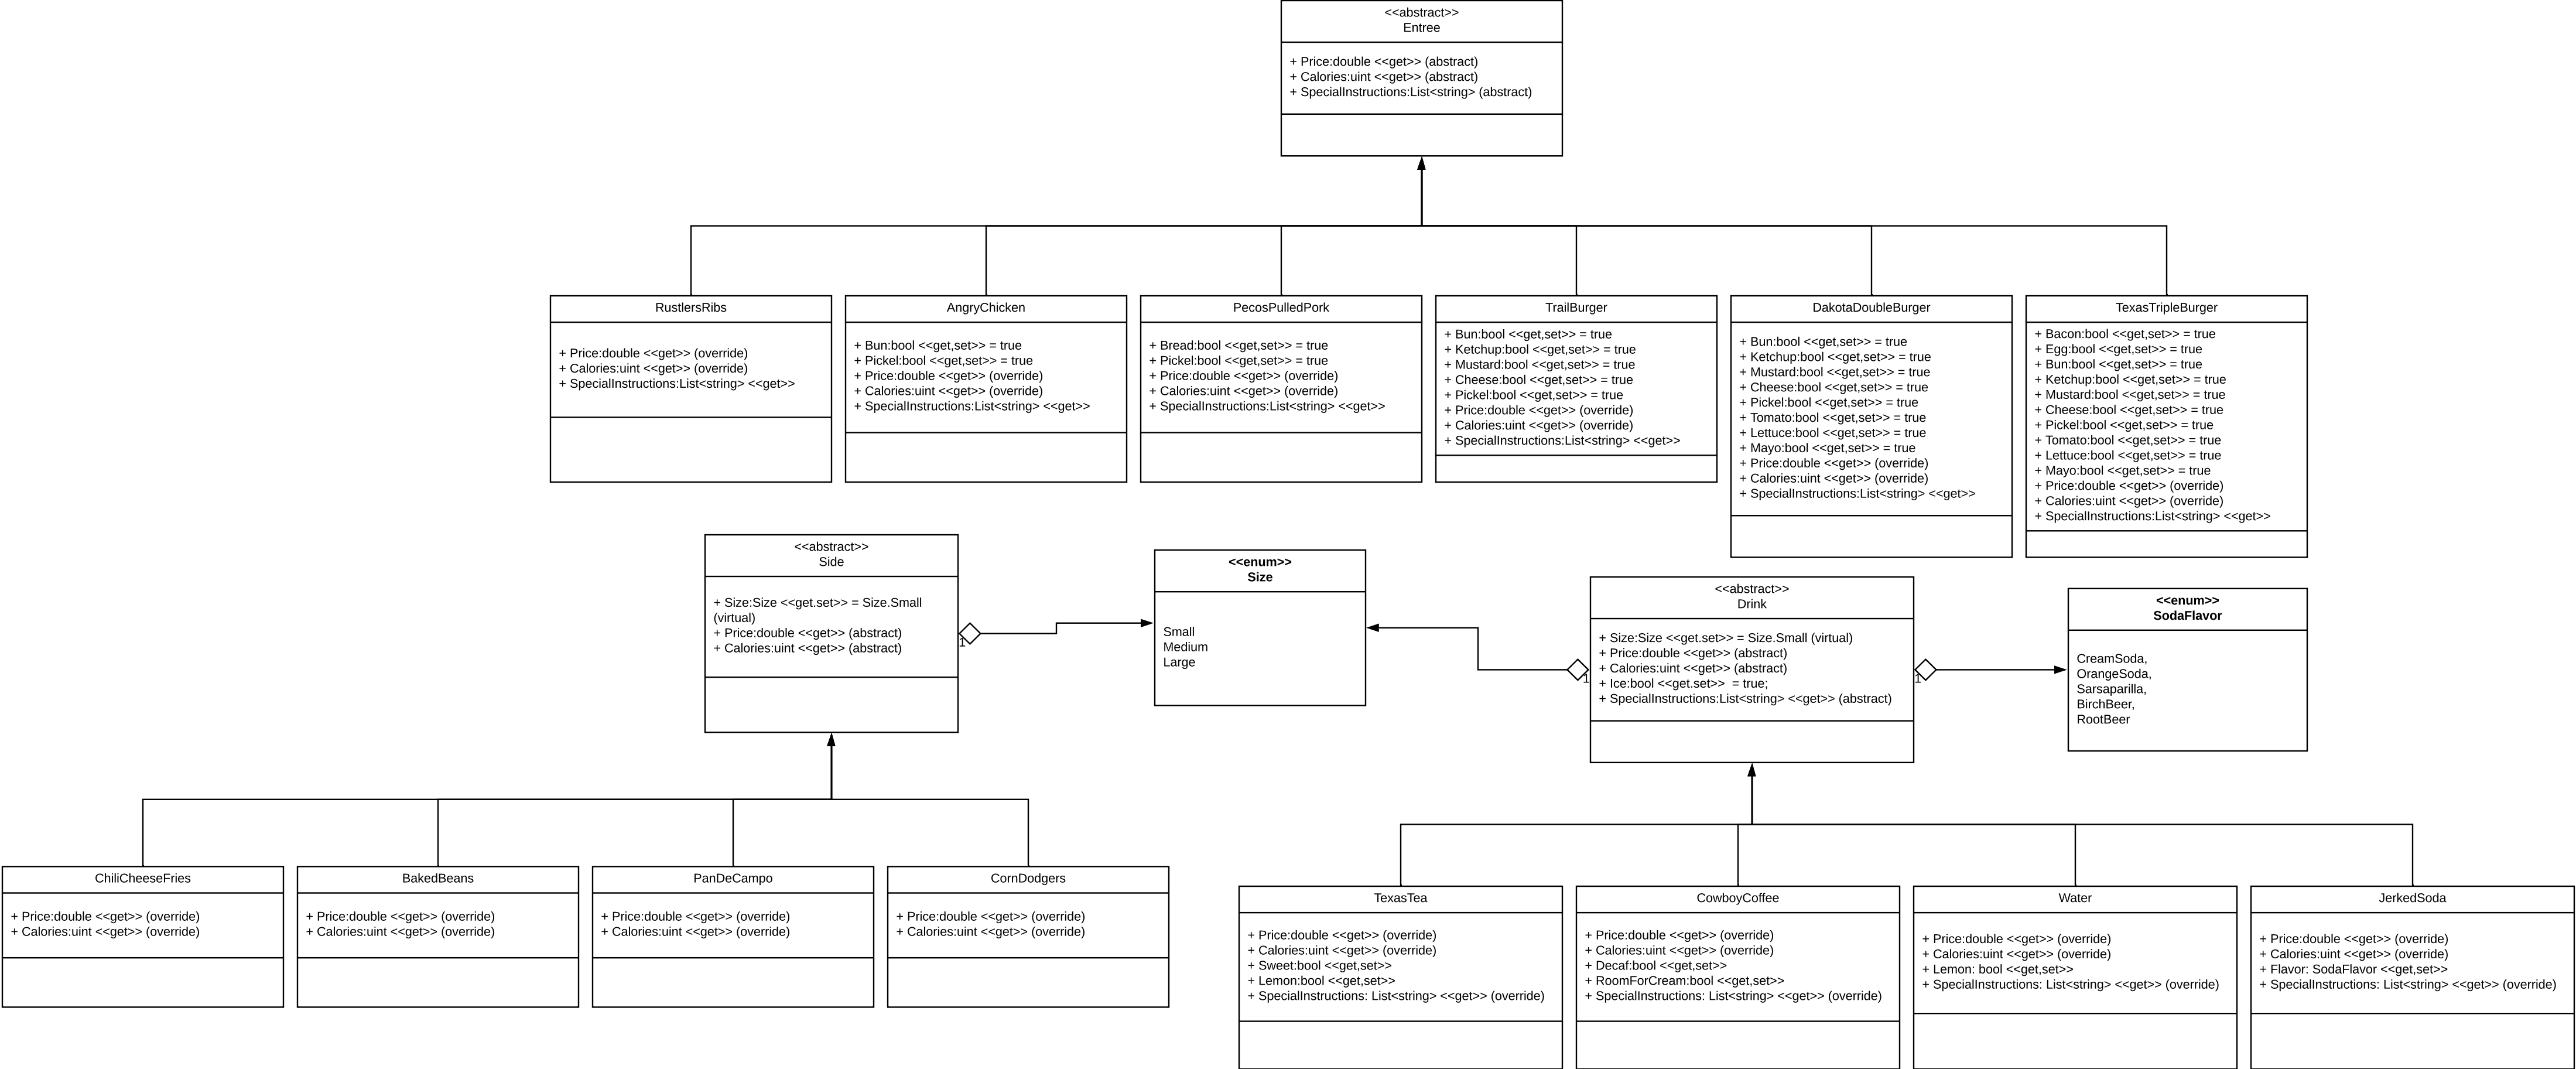 <<abstract>>
Entree
+ Price:double <<get>> (abstract)
+ Calories:uint <<get>> (abstract)
+ SpecialInstructions:List<string> (abstract)
RustlersRibs
+ Price:double <<get>> (override)
+ Calories:uint <<get>> (override)
+ SpecialInstructions:List<string> <<get>>
AngryChicken
+ Bun:bool <<get,set>> = true
+ Pickel:bool <<get,set>> = true
+ Price:double <<get>> (override)
+ Calories:uint <<get>> (override)
+ SpecialInstructions:List<string> <<get>>
PecosPulledPork
+ Bread:bool <<get,set>> = true
+ Pickel:bool <<get,set>> = true
+ Price:double <<get>> (override)
+ Calories:uint <<get>> (override)
+ SpecialInstructions:List<string> <<get>>
TrailBurger
+ Bun:bool <<get,set>> = true
+ Ketchup:bool <<get,set>> = true
+ Mustard:bool <<get,set>> = true
+ Cheese:bool <<get,set>> = true
+ Pickel:bool <<get,set>> = true
+ Price:double <<get>> (override)
+ Calories:uint <<get>> (override)
+ SpecialInstructions:List<string> <<get>>
DakotaDoubleBurger
+ Bun:bool <<get,set>> = true
+ Ketchup:bool <<get,set>> = true
+ Mustard:bool <<get,set>> = true
+ Cheese:bool <<get,set>> = true
+ Pickel:bool <<get,set>> = true
+ Tomato:bool <<get,set>> = true
+ Lettuce:bool <<get,set>> = true
+ Mayo:bool <<get,set>> = true
+ Price:double <<get>> (override)
+ Calories:uint <<get>> (override)
+ SpecialInstructions:List<string> <<get>>
TexasTripleBurger
+ Bacon:bool <<get,set>> = true
+ Egg:bool <<get,set>> = true
+ Bun:bool <<get,set>> = true
+ Ketchup:bool <<get,set>> = true
+ Mustard:bool <<get,set>> = true
+ Cheese:bool <<get,set>> = true
+ Pickel:bool <<get,set>> = true
+ Tomato:bool <<get,set>> = true
+ Lettuce:bool <<get,set>> = true
+ Mayo:bool <<get,set>> = true
+ Price:double <<get>> (override)
+ Calories:uint <<get>> (override)
+ SpecialInstructions:List<string> <<get>>
<<abstract>>
Side
+ Size:Size <<get.set>> = Size.Small
(virtual)
+ Price:double <<get>> (abstract)
+ Calories:uint <<get>> (abstract)
1
<<enum>>
Size
Small
Medium
Large
1
<<abstract>>
Drink
+ Size:Size <<get.set>> = Size.Small (virtual)
+ Price:double <<get>> (abstract)
+ Calories:uint <<get>> (abstract)
+ Ice:bool <<get.set>>  = true;
+ SpecialInstructions:List<string> <<get>> (abstract)
1
<<enum>>
SodaFlavor
CreamSoda,
OrangeSoda,
Sarsaparilla,
BirchBeer,
RootBeer
ChiliCheeseFries
+ Price:double <<get>> (override)
+ Calories:uint <<get>> (override)
BakedBeans
+ Price:double <<get>> (override)
+ Calories:uint <<get>> (override)
PanDeCampo
+ Price:double <<get>> (override)
+ Calories:uint <<get>> (override)
CornDodgers
+ Price:double <<get>> (override)
+ Calories:uint <<get>> (override)
TexasTea
+ Price:double <<get>> (override)
+ Calories:uint <<get>> (override)
+ Sweet:bool <<get,set>>
+ Lemon:bool <<get,set>>
+ SpecialInstructions: List<string> <<get>> (override)
CowboyCoffee
+ Price:double <<get>> (override)
+ Calories:uint <<get>> (override)
+ Decaf:bool <<get,set>>
+ RoomForCream:bool <<get,set>>
+ SpecialInstructions: List<string> <<get>> (override)
Water
+ Price:double <<get>> (override)
+ Calories:uint <<get>> (override)
+ Lemon: bool <<get,set>>
+ SpecialInstructions: List<string> <<get>> (override)
JerkedSoda
+ Price:double <<get>> (override)
+ Calories:uint <<get>> (override)
+ Flavor: SodaFlavor <<get,set>>
+ SpecialInstructions: List<string> <<get>> (override)